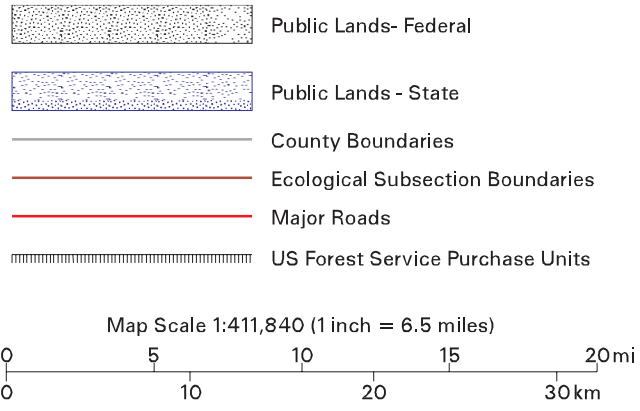 Public Lands- Federal
Public Lands - State
County Boundaries
Ecological Subsection Boundaries
Major Roads
US Forest Service Purchase Units
Map Scale 1:411,840 (1 inch = 6.5 miles)
0 5 10 15 20 mi
0 10 20 30 km